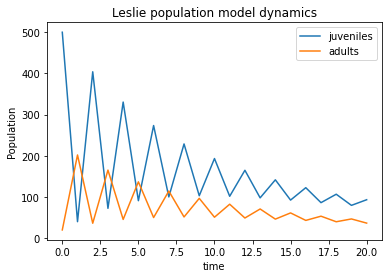 Leslie population model dynamics
juveniles
adults
Population
500
400
300
200
100
0
0.0 2.5 5.0 7.5 10.0 12.5 15.0 17.5 20.0
time